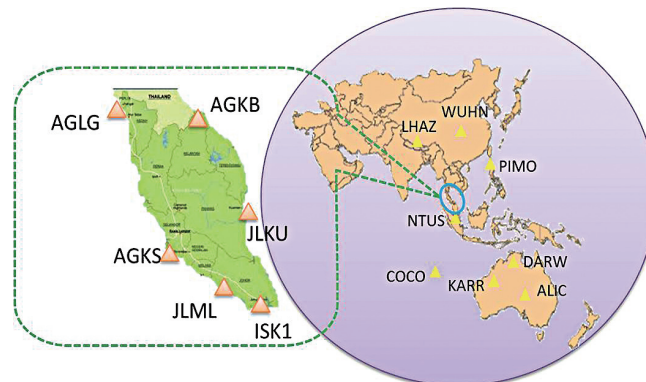 THAILAND
AGLG
AGKB
JLKU
AGKS
JLML
ISK1
WUHN
LHAZ
PIMO
NTUS
COCO
DARW
KARR
ALIC